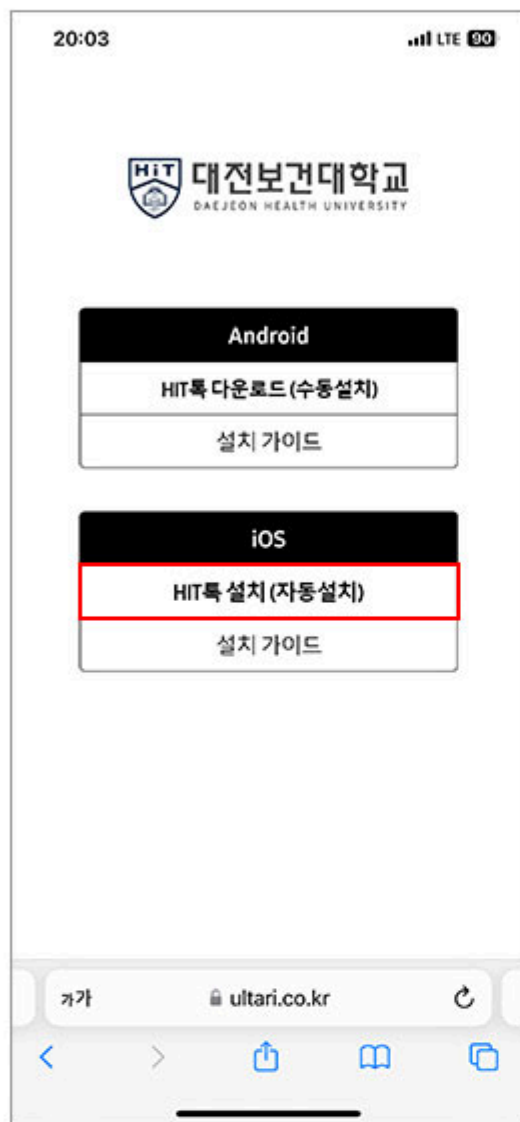 20:03
LTE 90
HiT
대전보건대학교
DAEJEON HEALTH UNIVERSITY
Android
HIT톡 다운로드 (수동설치)
설치 가이드
iOS
HIT톡 설치 (자동설치)
설치 가이드
가가 ultari.co.kr